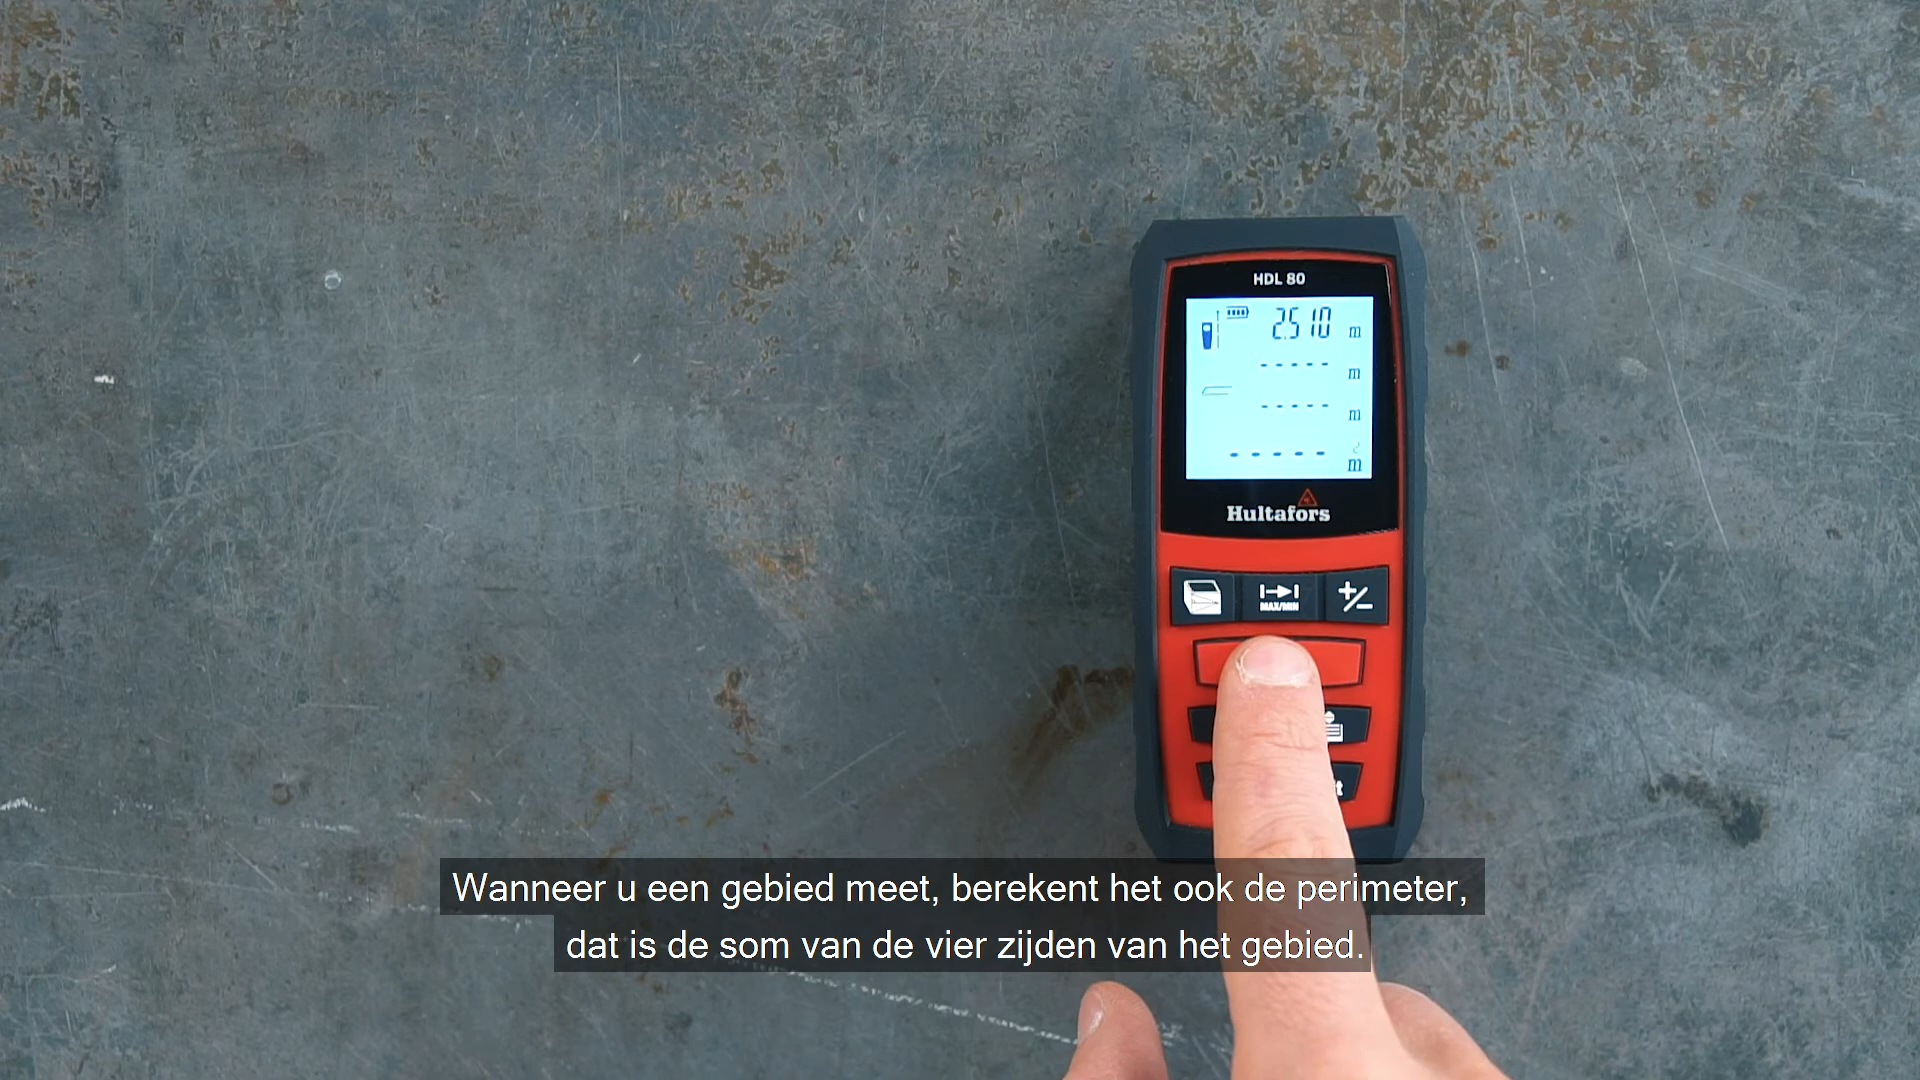 HDL 80
2.510 m
----- m
----- m
----- m²
Hultafors
MAX/MIN
+/-
Wanneer u een gebied meet, berekent het ook de perimeter,
dat is de som van de vier zijden van het gebied.